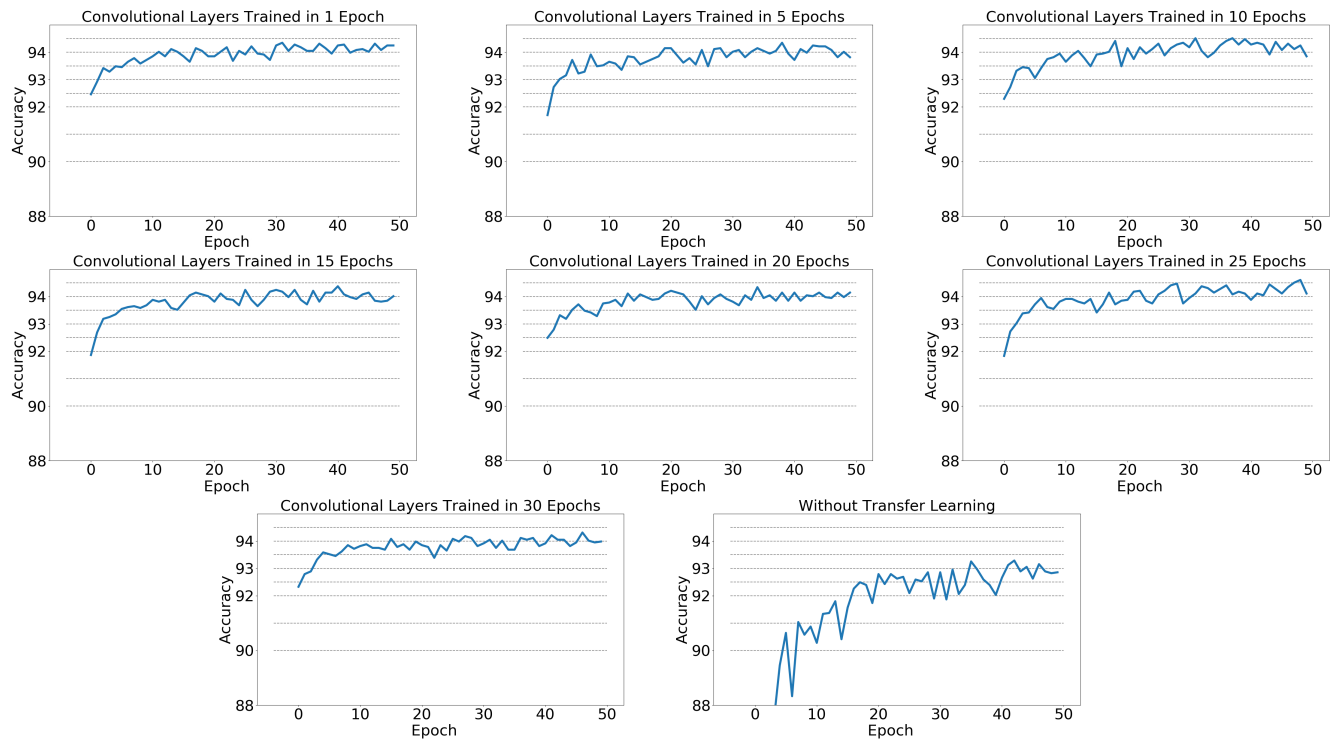 Convolutional Layers Trained in 1 Epoch
Accuracy
94
93
92
90
88
0 10 20 30 40 50
Epoch
Convolutional Layers Trained in 5 Epochs
Accuracy
94
93
92
90
88
0 10 20 30 40 50
Epoch
Convolutional Layers Trained in 10 Epochs
Accuracy
94
93
92
90
88
0 10 20 30 40 50
Epoch
Convolutional Layers Trained in 15 Epochs
Accuracy
94
93
92
90
88
0 10 20 30 40 50
Epoch
Convolutional Layers Trained in 20 Epochs
Accuracy
94
93
92
90
88
0 10 20 30 40 50
Epoch
Convolutional Layers Trained in 25 Epochs
Accuracy
94
93
92
90
88
0 10 20 30 40 50
Epoch
Convolutional Layers Trained in 30 Epochs
Accuracy
94
93
92
90
88
0 10 20 30 40 50
Epoch
Without Transfer Learning
Accuracy
94
93
92
90
88
0 10 20 30 40 50
Epoch